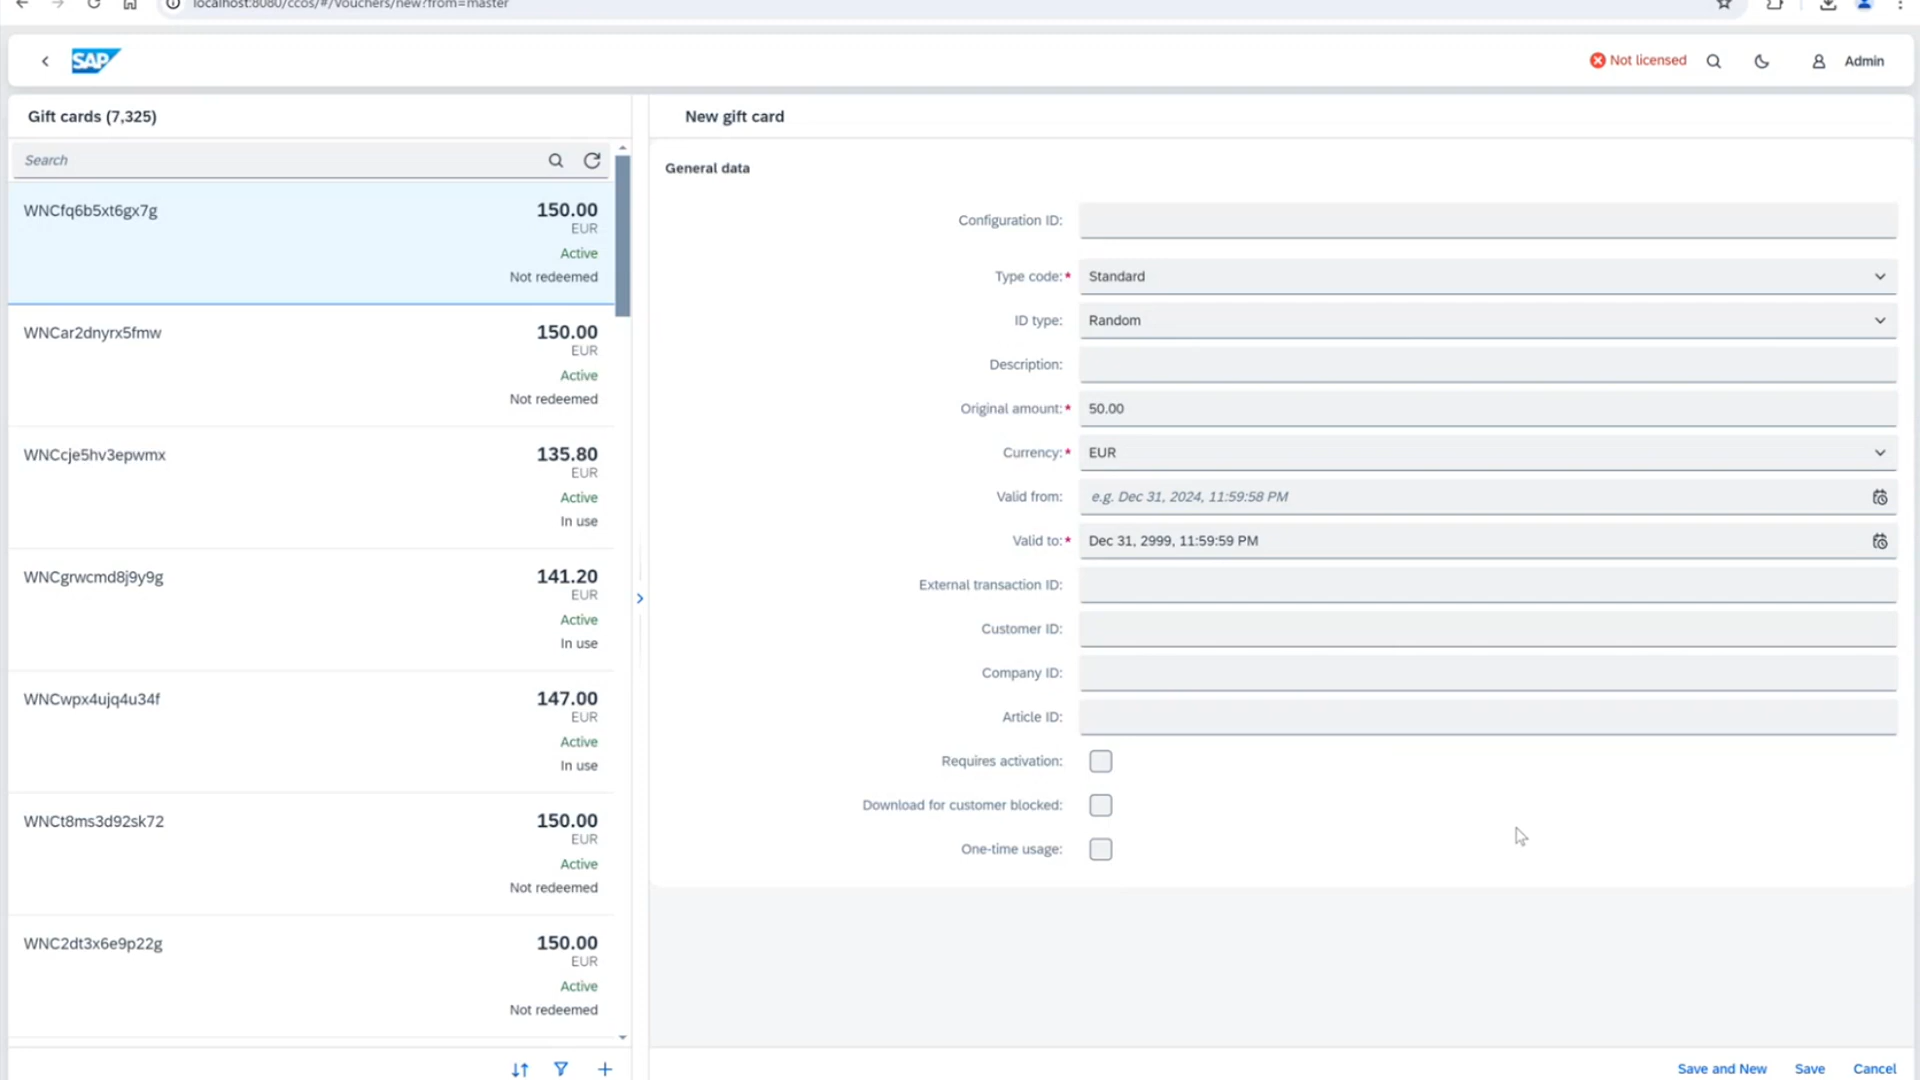 localhost:8080/ccos/#/vouchers/new?from=master
SAP
Not licensed
Admin
Gift cards (7,325)
Search
WNCfq6b5xt6gx7g
150.00
EUR
Active
Not redeemed
WNCar2dnyrx5fmw
150.00
EUR
Active
Not redeemed
WNCcje5hv3epwmx
135.80
EUR
Active
In use
WNCgrwcmd8j9y9g
141.20
EUR
Active
In use
WNCwpx4ujq4u34f
147.00
EUR
Active
In use
WNCt8ms3d92sk72
150.00
EUR
Active
Not redeemed
WNC2dt3x6e9p22g
150.00
EUR
Active
Not redeemed
New gift card
General data
Configuration ID:
Type code:* Standard
ID type: Random
Description:
Original amount:* 50.00
Currency:* EUR
Valid from: e.g. Dec 31, 2024, 11:59:58 PM
Valid to:* Dec 31, 2999, 11:59:59 PM
External transaction ID:
Customer ID:
Company ID:
Article ID:
Requires activation:
Download for customer blocked:
One-time usage:
Save and New Save Cancel